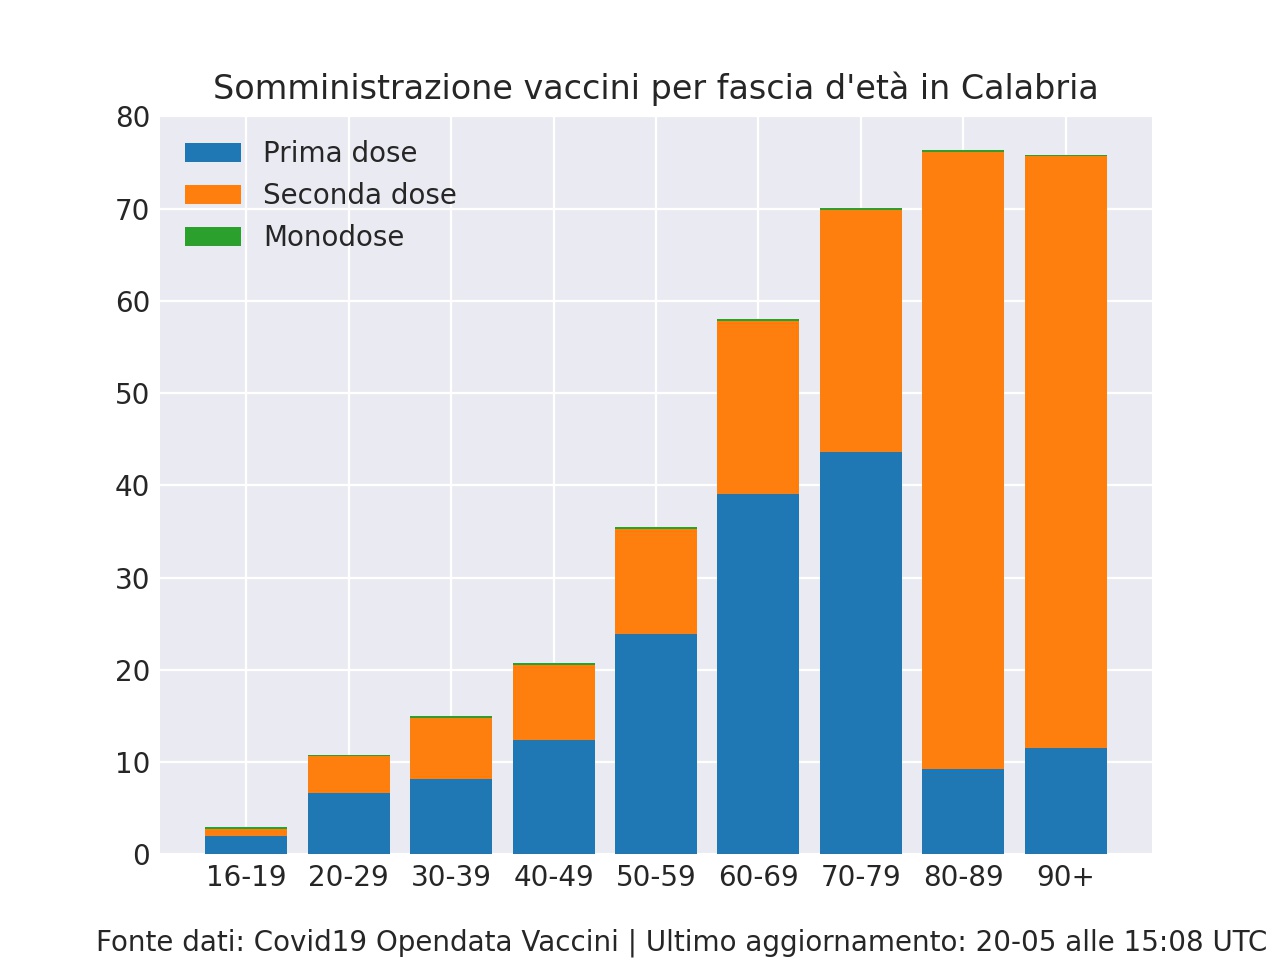 Somministrazione vaccini per fascia d'età in Calabria
80
70
60
50
40
30
20
10
0
Prima dose
Seconda dose
Monodose
16-19 20-29 30-39 40-49 50-59 60-69 70-79 80-89 90+
Fonte dati: Covid19 Opendata Vaccini | Ultimo aggiornamento: 20-05 alle 15:08 UTC